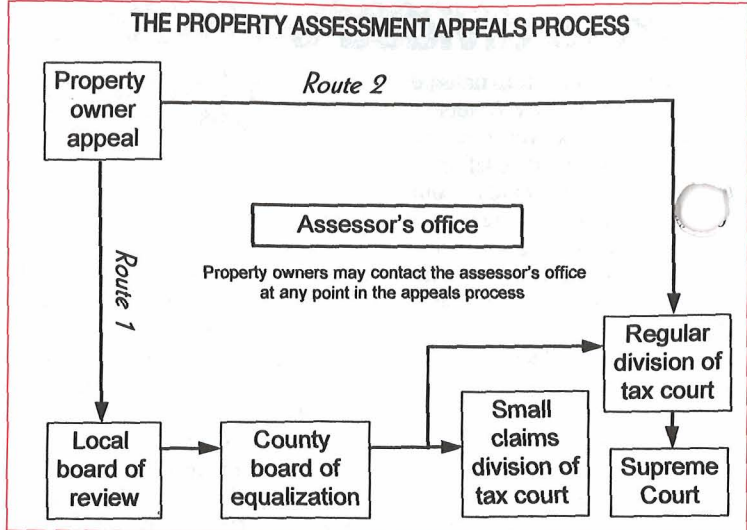 THE PROPERTY ASSESSMENT APPEALS PROCESS
Property
owner
appeal
Route 2
Route 1
Assessor's office
Property owners may contact the assessor's office
at any point in the appeals process
Local
board of
review
County
board of
equalization
Small
claims
division of
tax court
Regular
division of
tax court
Supreme
Court